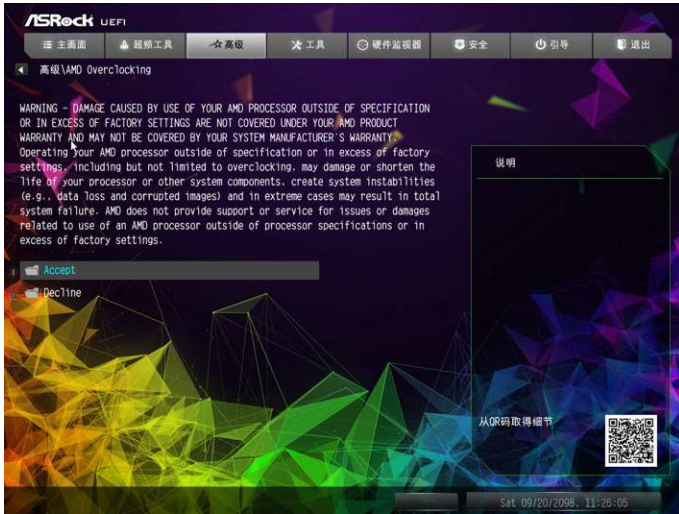 ASRock UEFI
主画面
超频工具
高级
工具
硬件监视器
安全
引导
退出
高级\AMD Overclocking
WARNING - DAMAGE CAUSED BY USE OF YOUR AMD PROCESSOR OUTSIDE OF SPECIFICATION
OR IN EXCESS OF FACTORY SETTINGS ARE NOT COVERED UNDER YOUR AMD PRODUCT
WARRANTY AND MAY NOT BE COVERED BY YOUR SYSTEM MANUFACTURER'S WARRANTY.
Operating your AMD processor outside of specification or in excess of factory
settings, including but not limited to overclocking, may damage or shorten the
life of your processor or other system components, create system instabilities
(e.g., data loss and corrupted images) and in extreme cases may result in total
system failure. AMD does not provide support or service for issues or damages
related to use of an AMD processor outside of processor specifications or in
excess of factory settings.
Accept
Decline
说明
从QR码取得细节
Sat 09/20/2098, 11:26:05